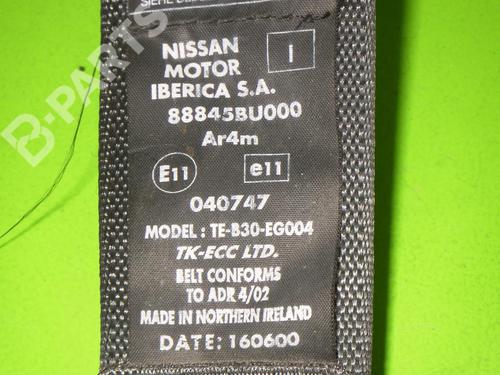 NISSAN
MOTOR
IBERICA S.A.
I
88845BU000
Ar4m
E11
e11
040747
MODEL : TE-B30-EG004
TK-ECC LTD.
BELT CONFORMS
TO ADR 4/02
MADE IN NORTHERN IRELAND
DATE: 160600
B-PARTS